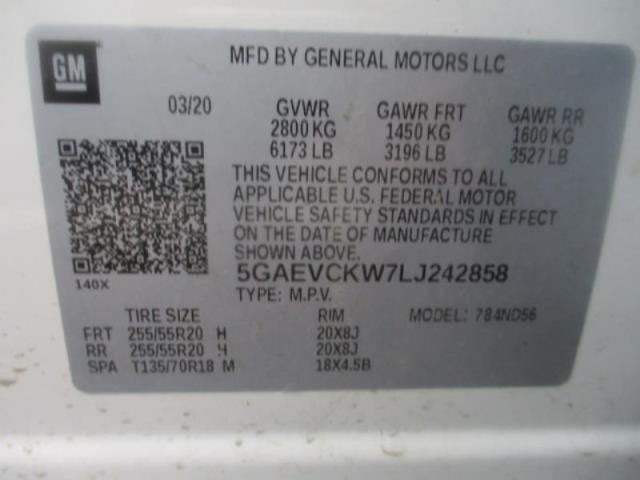 GM
MFD BY GENERAL MOTORS LLC
03/20 GVWR GAWR FRT GAWR RR
2800 KG 1450 KG 1600 KG
6173 LB 3196 LB 3527 LB
THIS VEHICLE CONFORMS TO ALL
APPLICABLE U.S. FEDERAL MOTOR
VEHICLE SAFETY STANDARDS IN EFFECT
ON THE DATE OF MANUFACTURE
SHOWN ABOVE.
140X
5GAEVCKW7LJ242858
TYPE: M.P.V.
TIRE SIZE RIM MODEL: 784ND56
FRT 255/55R20 H 20X8J
RR 255/55R20 H 20X8J
SPA T135/70R18 M 18X4.5B